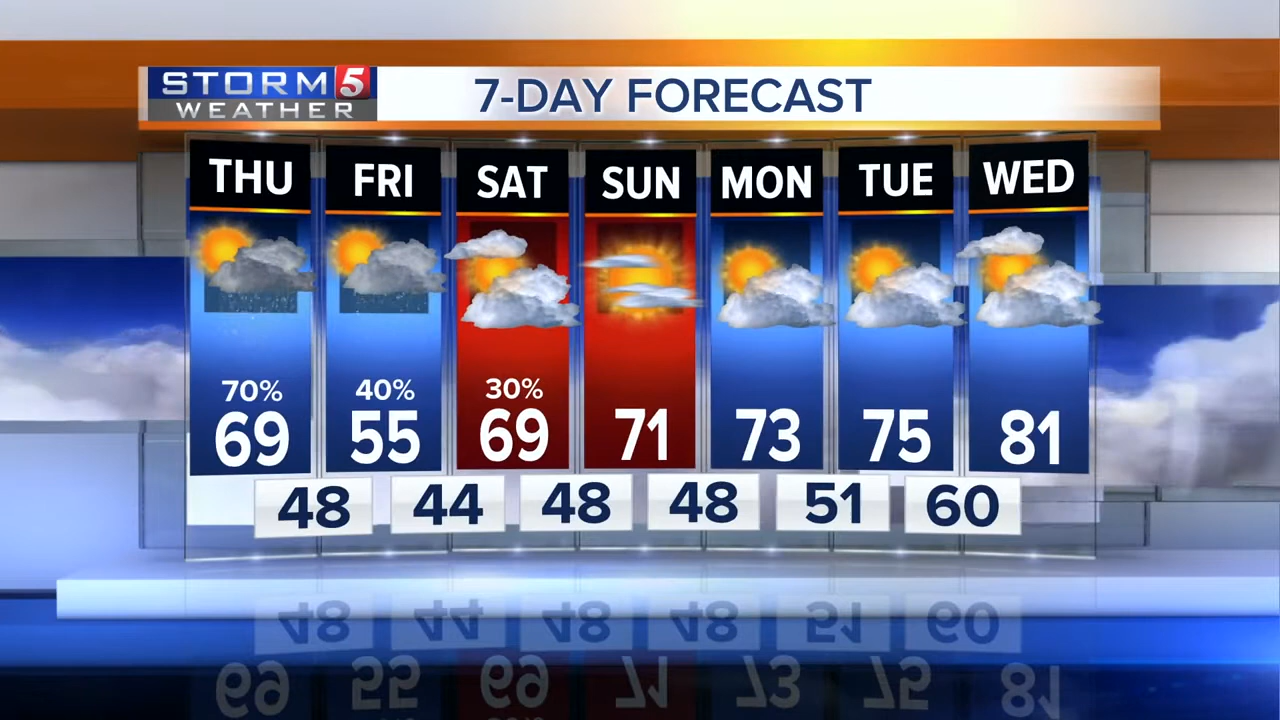 STORM 5
WEATHER
7-DAY FORECAST
THU FRI SAT SUN MON TUE WED
70% 40% 30%
69 55 69 71 73 75 81
48 44 48 48 51 60